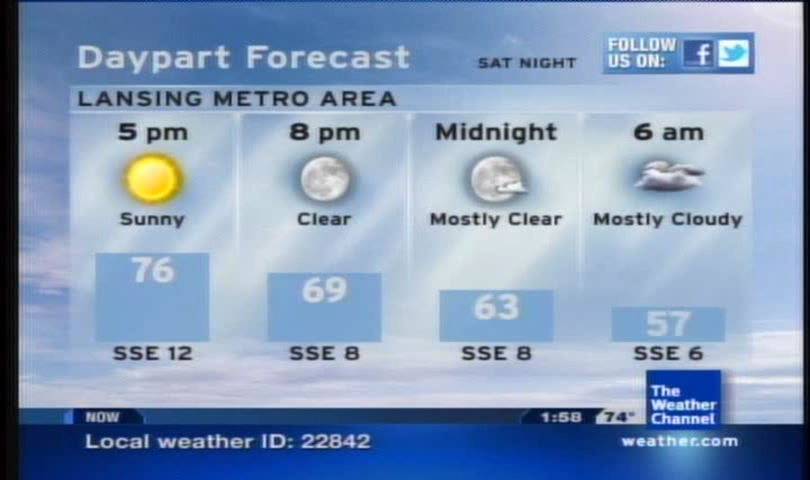 Daypart Forecast
SAT NIGHT
FOLLOW
US ON:
f
LANSING METRO AREA
5 pm 8 pm Midnight 6 am
Sunny Clear Mostly Clear Mostly Cloudy
76 69 63 57
SSE 12 SSE 8 SSE 8 SSE 6
The
Weather
Channel
NOW 1:58 74°
Local weather ID: 22842 weather.com